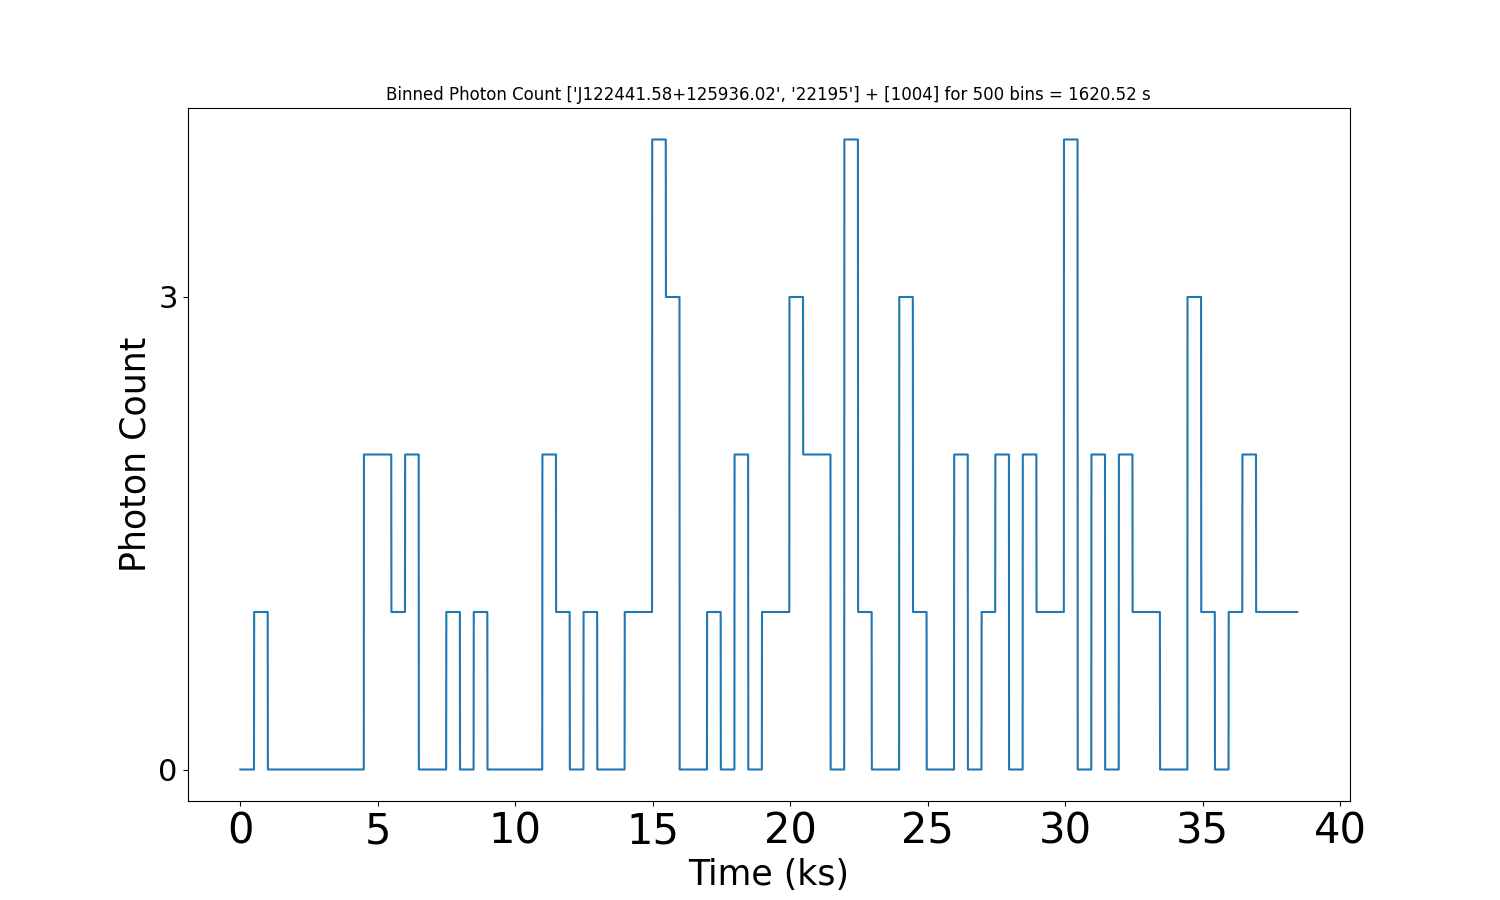 Binned Photon Count ['J122441.58+125936.02', '22195'] + [1004] for 500 bins = 1620.52 s
Photon Count
3
0
0 5 10 15 20 25 30 35 40
Time (ks)